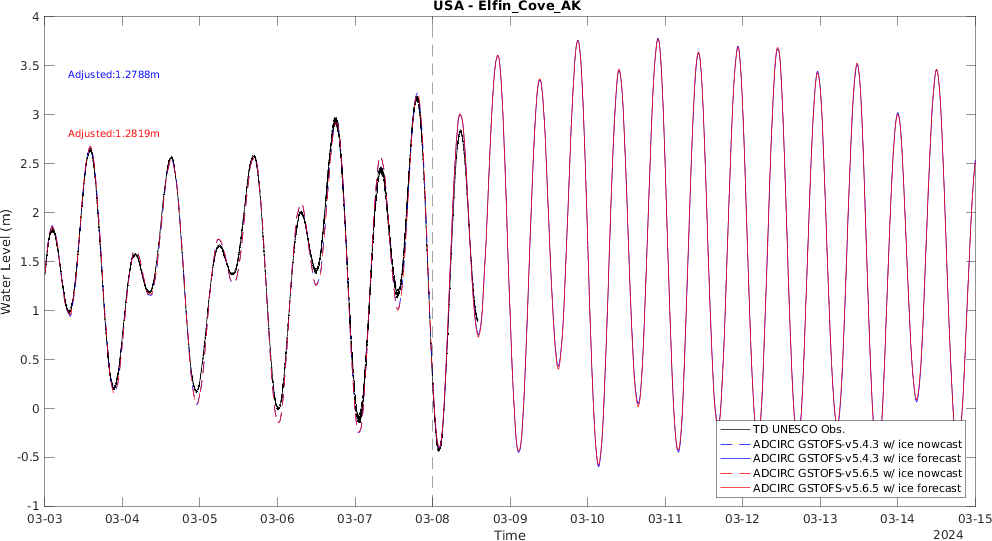 USA - Elfin_Cove_AK
4
3.5
3
2.5
2
1.5
1
0.5
0
-0.5
-1
Water Level (m)
Adjusted:1.2788m
Adjusted:1.2819m
TD UNESCO Obs.
ADCIRC GSTOFS-v5.4.3 w/ ice nowcast
ADCIRC GSTOFS-v5.4.3 w/ ice forecast
ADCIRC GSTOFS-v5.6.5 w/ ice nowcast
ADCIRC GSTOFS-v5.6.5 w/ ice forecast
03-03 03-04 03-05 03-06 03-07 03-08 03-09 03-10 03-11 03-12 03-13 03-14 03-15
Time
2024